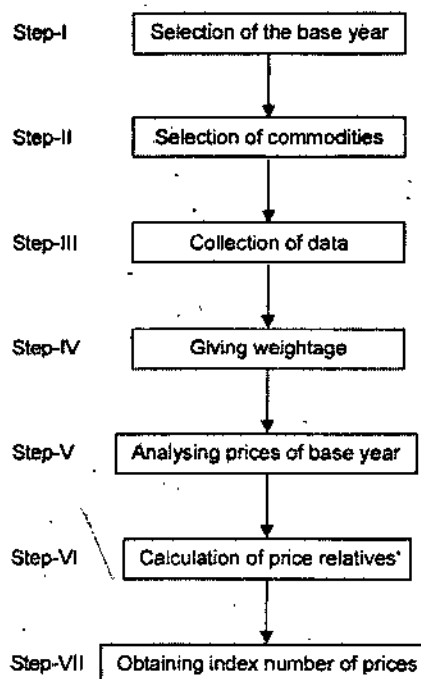 Step-I Selection of the base year
Step-II Selection of commodities
Step-III Collection of data
Step-IV Giving weightage
Step-V Analysing prices of base year
Step-VI Calculation of price relatives*
Step-VII Obtaining index number of prices